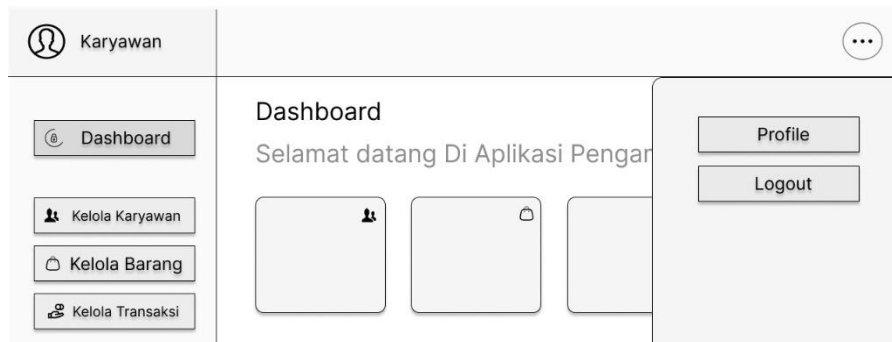 Karyawan
Dashboard
Kelola Karyawan
Kelola Barang
Kelola Transaksi
Dashboard
Selamat datang Di Aplikasi Pengar
Profile
Logout